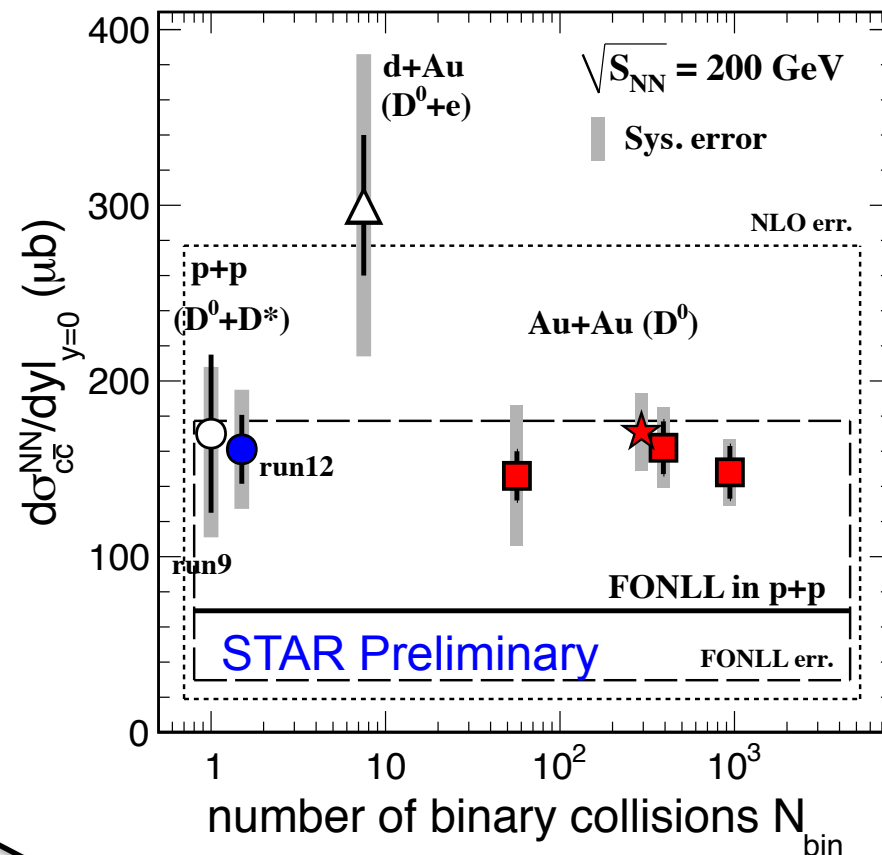 400
300
200
100
0
dσ^NN_cc̅/dy|_y=0 (μb)
d+Au
(D⁰+e)
√S_NN = 200 GeV
Sys. error
NLO err.
p+p
(D⁰+D*)
Au+Au (D⁰)
run12
run9
FONLL in p+p
STAR Preliminary
FONLL err.
1 10 10² 10³
number of binary collisions N_bin